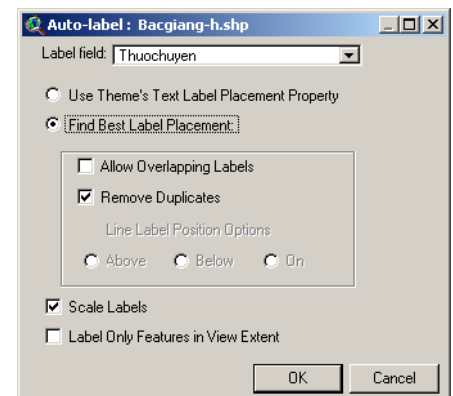 Auto-label : Bacgiang-h.shp
Label field: Thuochuyen
Use Theme's Text Label Placement Property
Find Best Label Placement:
Allow Overlapping Labels
Remove Duplicates
Line Label Position Options
Above Below On
Scale Labels
Label Only Features in View Extent
OK Cancel